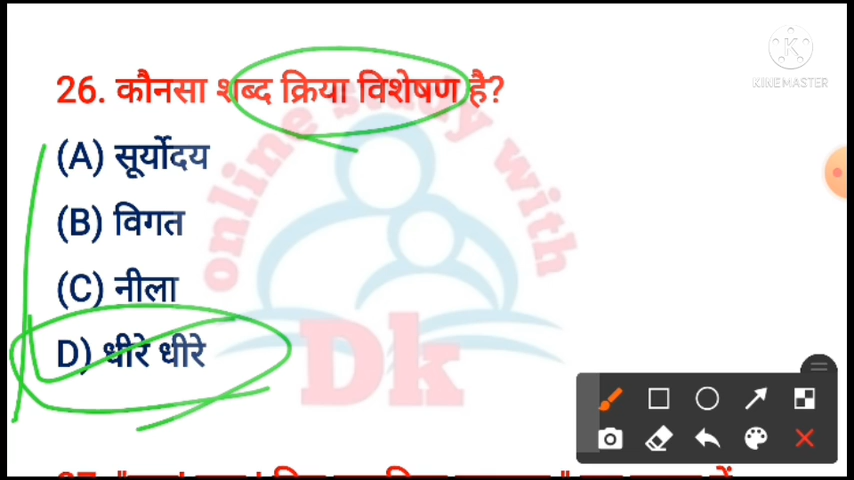 26. कौनसा शब्द क्रिया विशेषण है?
(A) सूर्योदय
(B) विगत
(C) नीला
D) धीरे धीरे
online study with
Dk
KINEMASTER